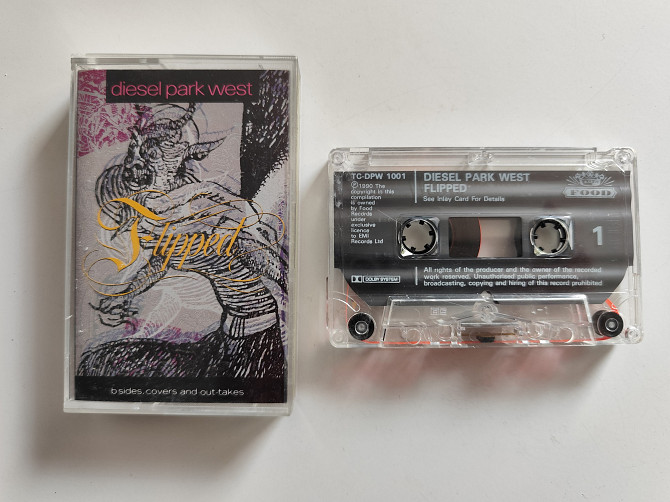 diesel park west
Flipped
b sides, covers and out-takes
TC-DPW 1001
℗1990 The
copyright in this
compilation
is owned
by Food
Records
under
exclusive
licence
to EMI
Records Ltd
DIESEL PARK WEST
FLIPPED
See Inlay Card For Details
FOOD
1
DOLBY SYSTEM
All rights of the producer and the owner of the recorded
work reserved. Unauthorised public performance,
broadcasting, copying and hiring of this record prohibited